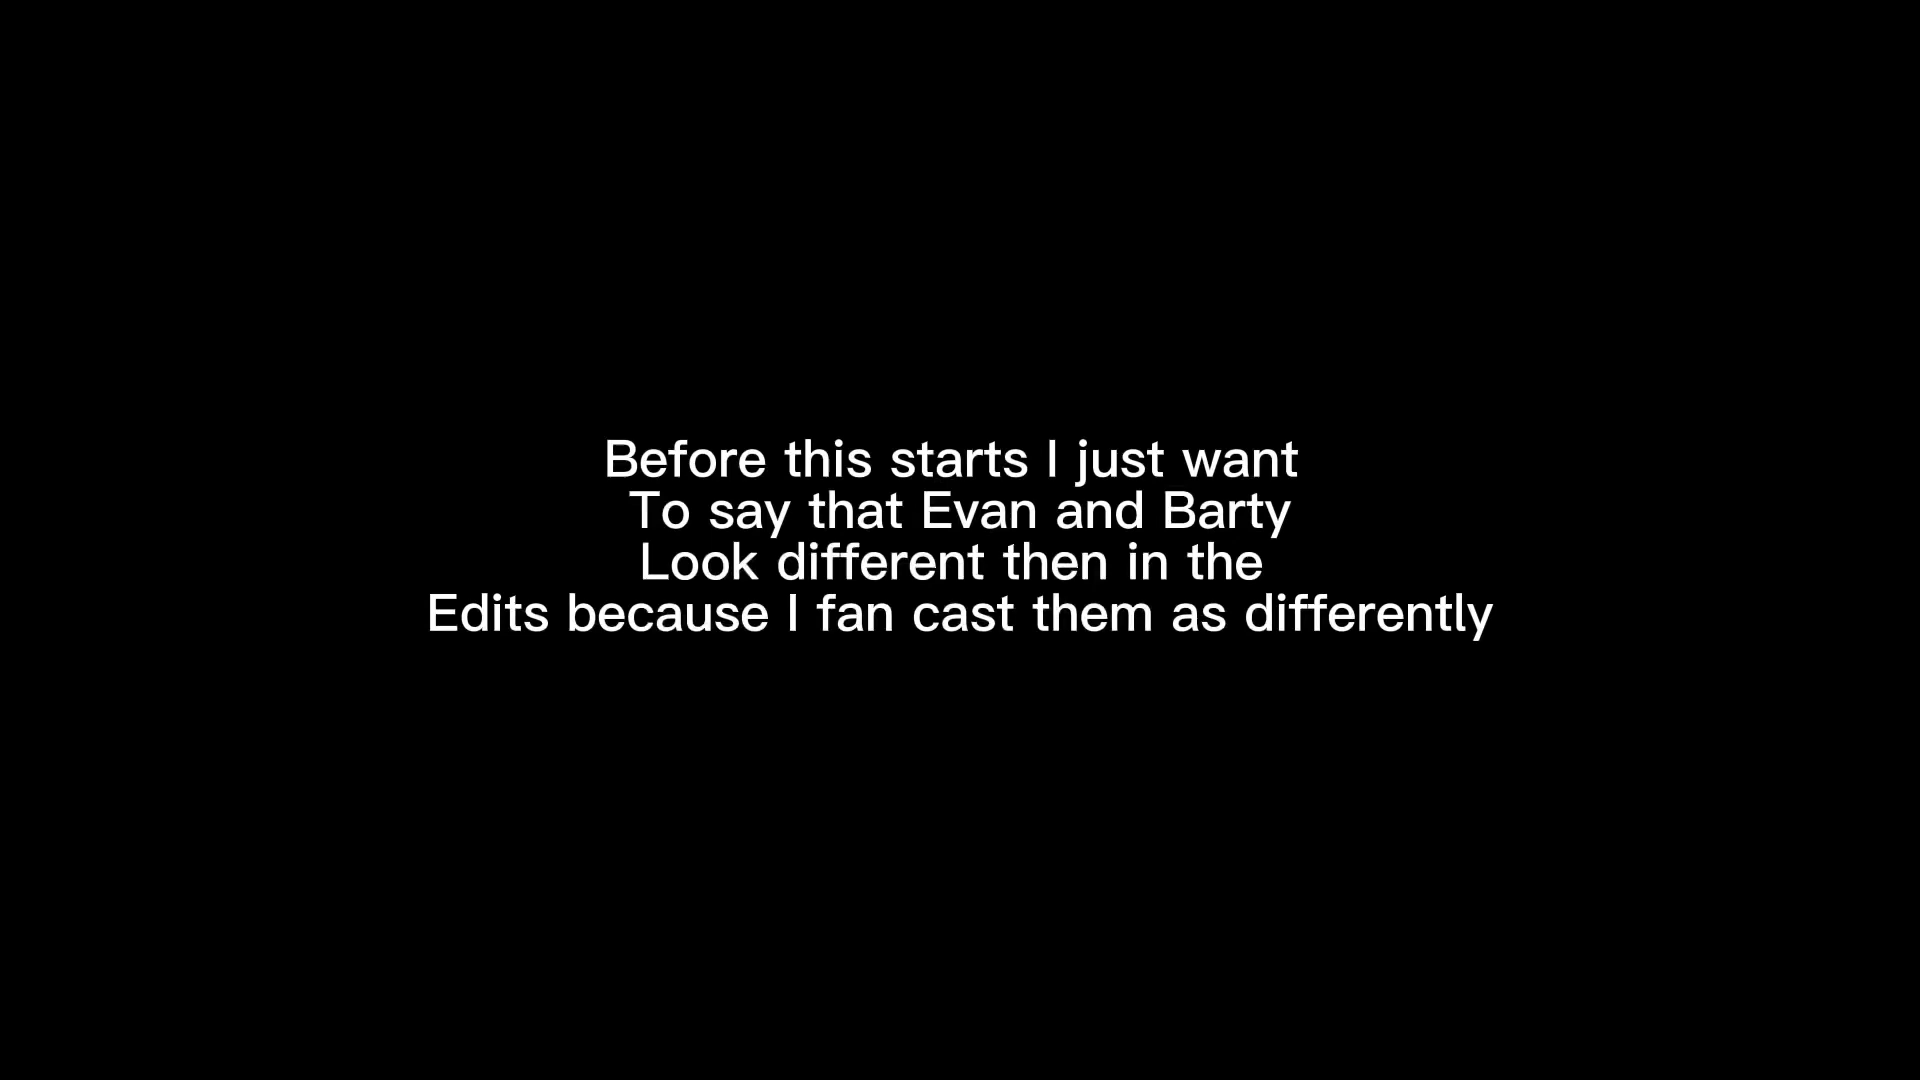 Before this starts I just want
To say that Evan and Barty
Look different then in the
Edits because I fan cast them as differently